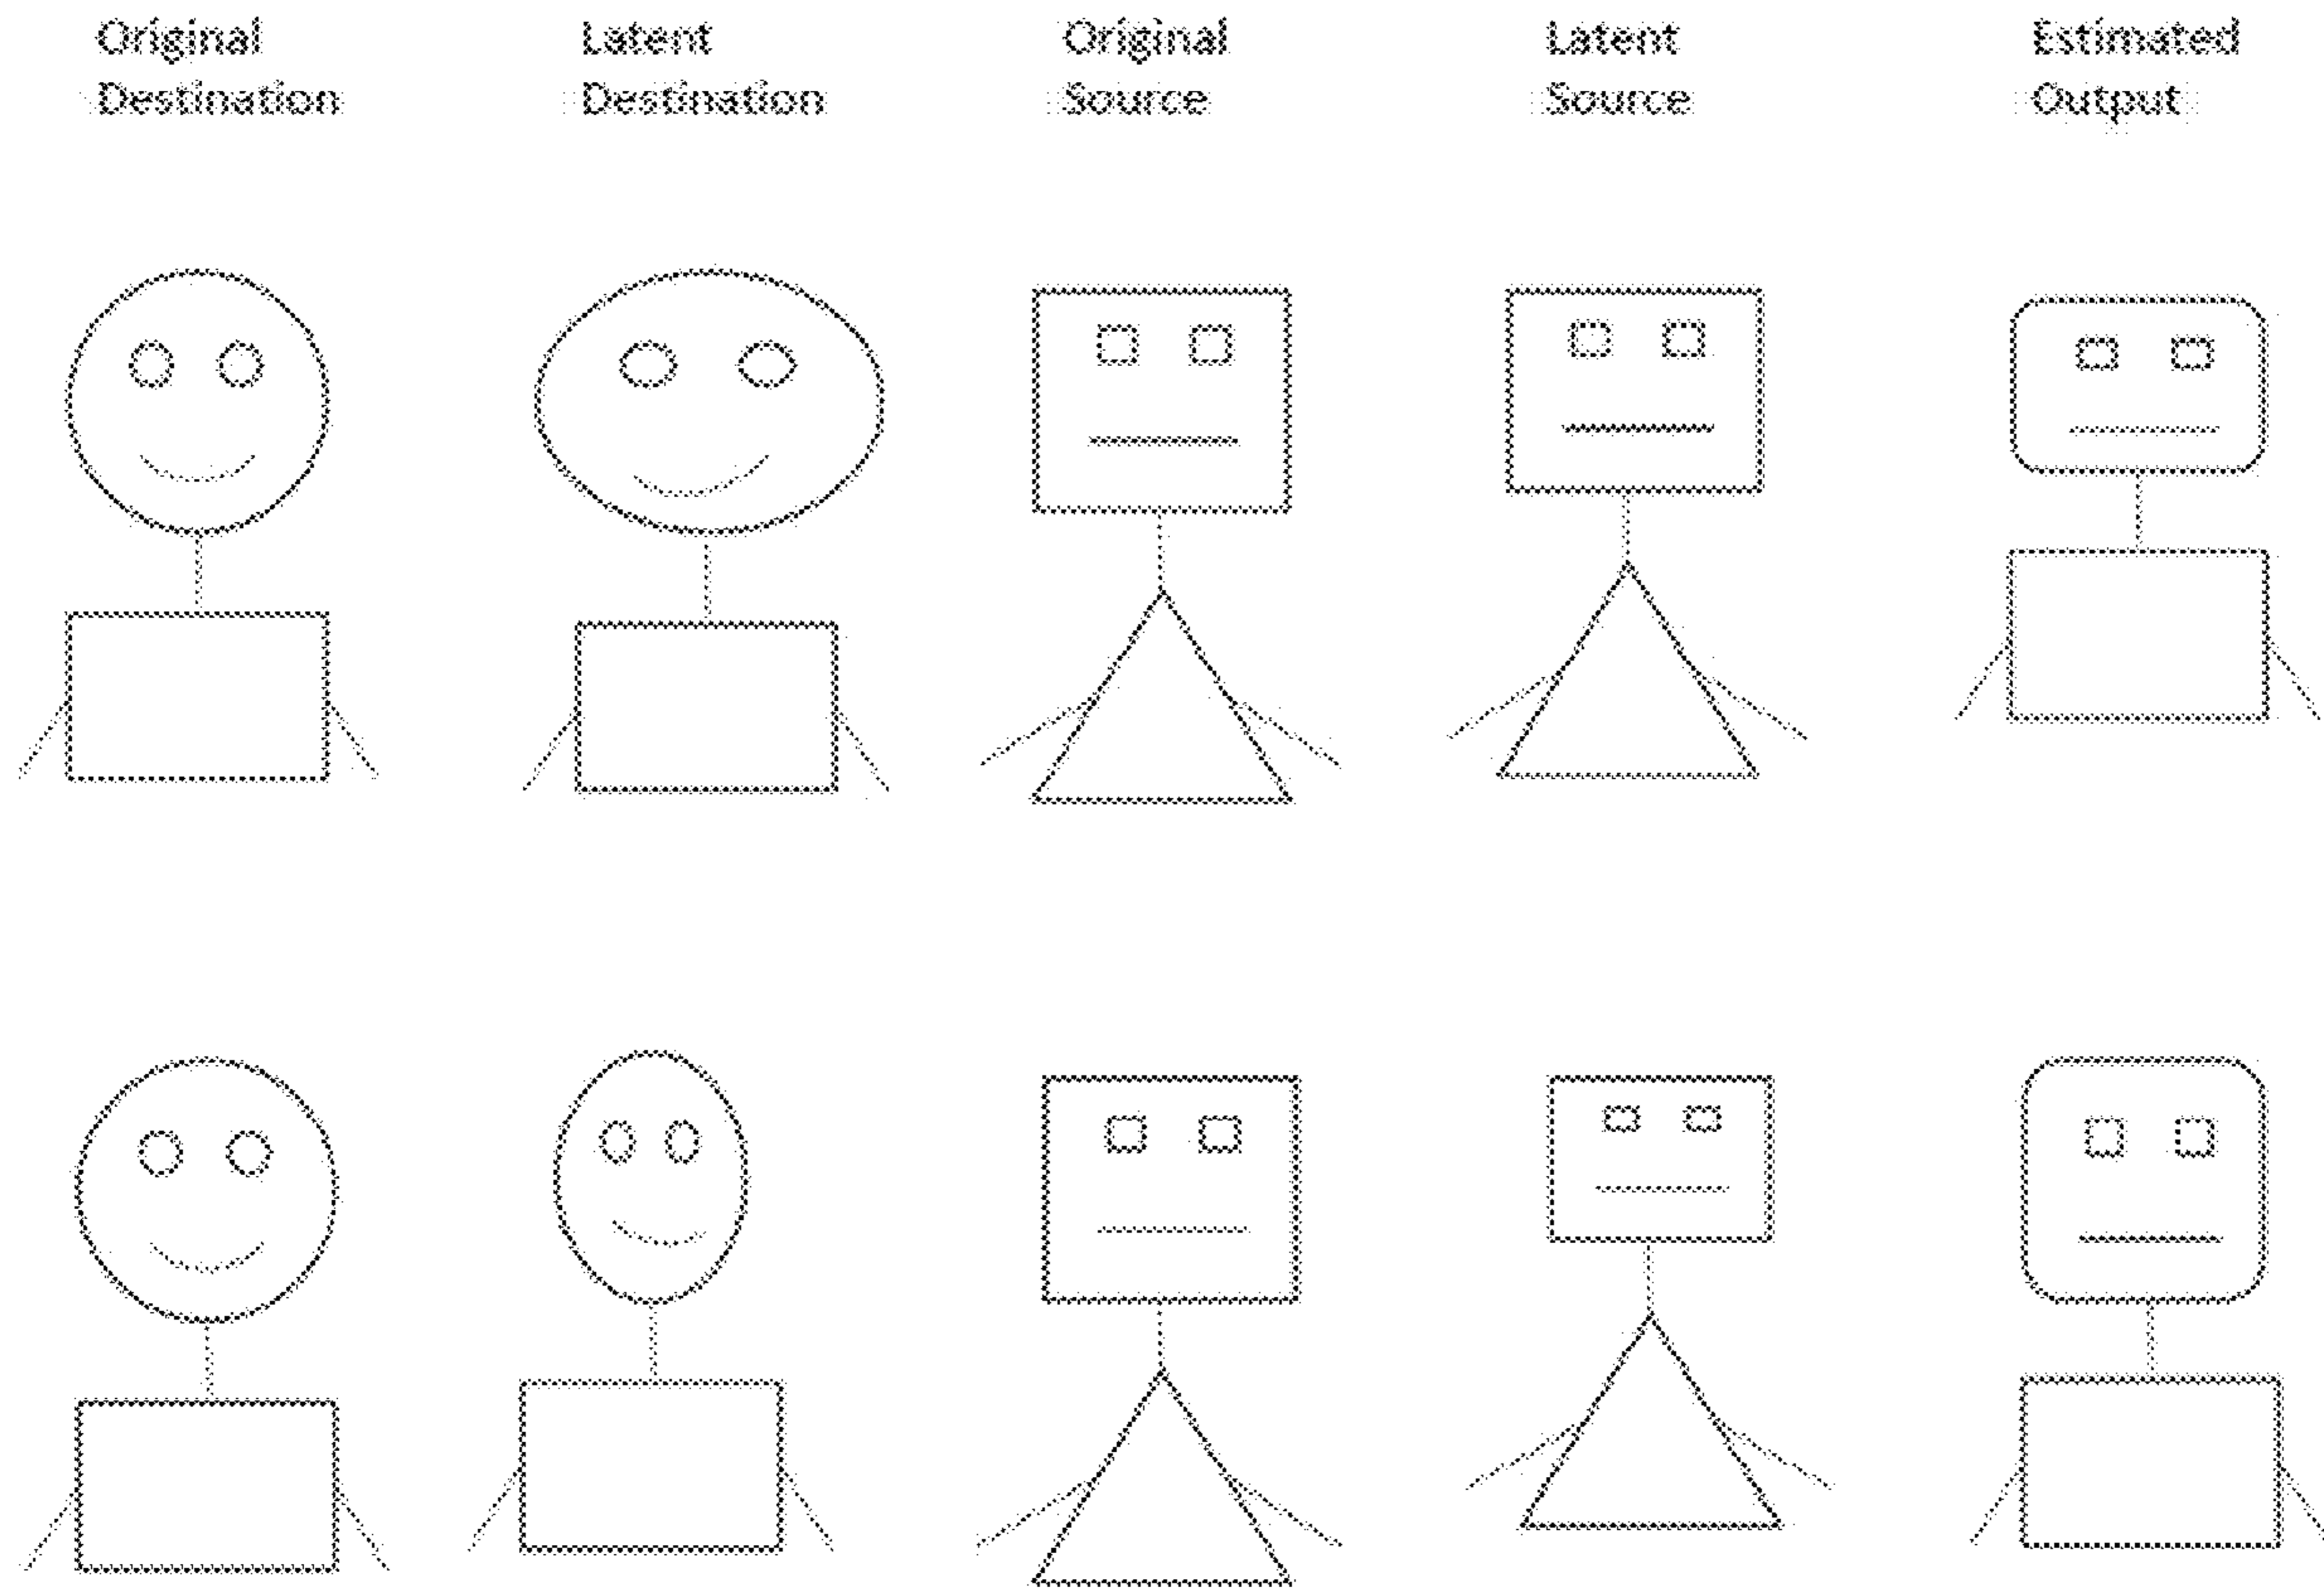 Original
Destination
Latent
Destination
Original
Source
Latent
Source
Estimated
Output